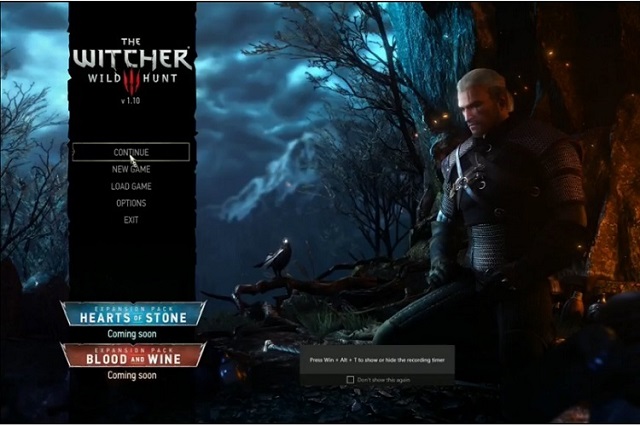 THE
WITCHER
WILD HUNT
v 1.10
CONTINUE
NEW GAME
LOAD GAME
OPTIONS
EXIT
EXPANSION PACK
HEARTS OF STONE
Coming soon
EXPANSION PACK
BLOOD AND WINE
Coming soon
Press Win + Alt + T to show or hide the recording timer
Don't show this again